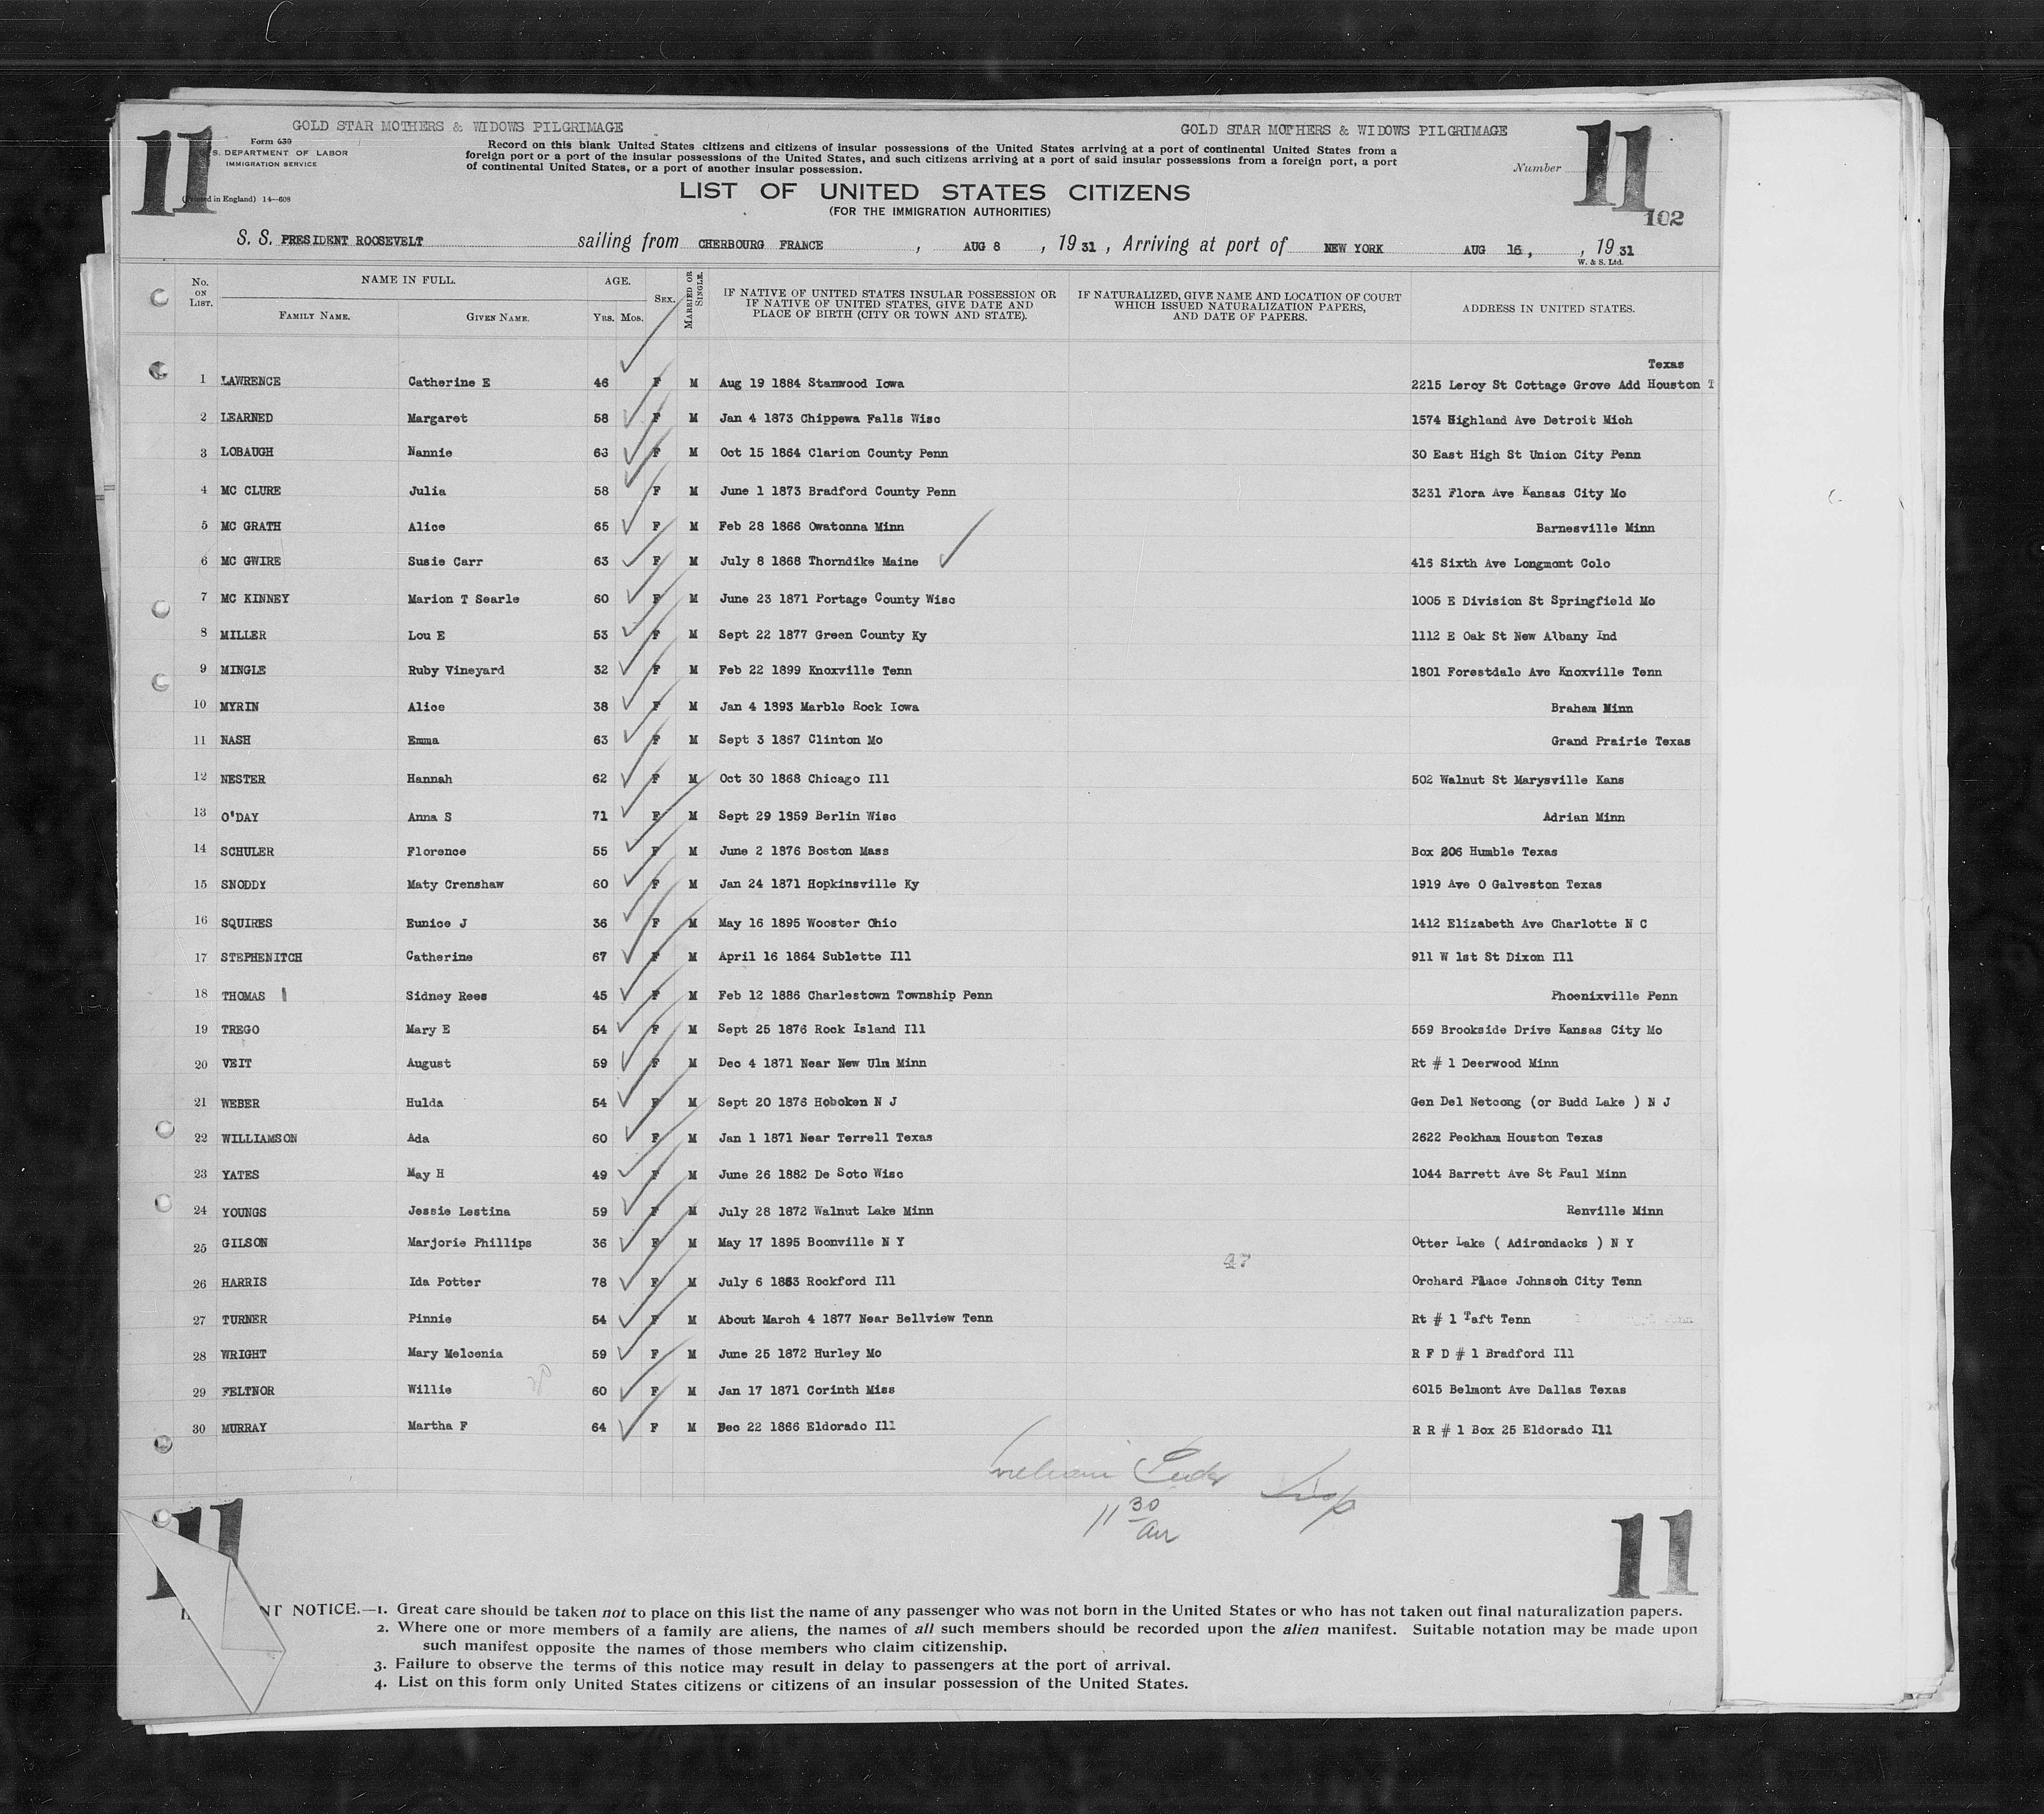 GOLD STAR MOTHERS & WIDOWS PILGRIMAGE
GOLD STAR MOTHERS & WIDOWS PILGRIMAGE
11
11
Form 630
S. DEPARTMENT OF LABOR
IMMIGRATION SERVICE
(Printed in England) 14—608
Record on this blank United States citizens and citizens of insular possessions of the United States arriving at a port of continental United States from a
foreign port or a port of the insular possessions of the United States, and such citizens arriving at a port of said insular possessions from a foreign port, a port
of continental United States, or a port of another insular possession.
Number
102
LIST OF UNITED STATES CITIZENS
(FOR THE IMMIGRATION AUTHORITIES)
S. S. PRESIDENT ROOSEVELT sailing from CHERBOURG FRANCE, AUG 8, 1931, Arriving at port of NEW YORK AUG 16, , 1931
W. & S. Ltd.
No. ON LIST. NAME IN FULL. AGE. SEX. MARRIED OR SINGLE. IF NATIVE OF UNITED STATES INSULAR POSSESSION OR IF NATIVE OF UNITED STATES, GIVE DATE AND PLACE OF BIRTH (CITY OR TOWN AND STATE). IF NATURALIZED, GIVE NAME AND LOCATION OF COURT WHICH ISSUED NATURALIZATION PAPERS, AND DATE OF PAPERS. ADDRESS IN UNITED STATES.
FAMILY NAME. GIVEN NAME. YRS. MOS.
Texas
1 LAWRENCE Catherine E 46 F M Aug 19 1884 Stanwood Iowa 2215 Leroy St Cottage Grove Add Houston T
2 LEARNED Margaret 58 F M Jan 4 1873 Chippewa Falls Wisc 1574 Highland Ave Detroit Mich
3 LOBAUGH Nannie 63 F M Oct 15 1864 Clarion County Penn 30 East High St Union City Penn
4 MC CLURE Julia 58 F M June 1 1873 Bradford County Penn 3231 Flora Ave Kansas City Mo
5 MC GRATH Alice 65 F M Feb 28 1866 Owatonna Minn Barnesville Minn
6 MC GWIRE Susie Carr 63 F M July 8 1868 Thorndike Maine 415 Sixth Ave Longmont Colo
7 MC KINNEY Marion T Searle 60 F M June 23 1871 Portage County Wisc 1005 E Division St Springfield Mo
8 MILLER Lou E 53 F M Sept 22 1877 Green County Ky 1112 E Oak St New Albany Ind
9 MINGLE Ruby Vineyard 32 F M Feb 22 1899 Knoxville Tenn 1801 Forestdale Ave Knoxville Tenn
10 MYRIN Alice 38 F M Jan 4 1893 Marble Rock Iowa Braham Minn
11 NASH Emma 63 F M Sept 3 1867 Clinton Mo Grand Prairie Texas
12 NESTER Hannah 62 F M Oct 30 1868 Chicago Ill 502 Walnut St Marysville Kans
13 O'DAY Anna S 71 F M Sept 29 1859 Berlin Wisc Adrian Minn
14 SCHULER Florence 55 F M June 2 1876 Boston Mass Box 206 Humble Texas
15 SNODDY Maty Crenshaw 60 F M Jan 24 1871 Hopkinsville Ky 1919 Ave O Galveston Texas
16 SQUIRES Eunice J 36 F M May 16 1895 Wooster Ohio 1412 Elizabeth Ave Charlotte N C
17 STEPHENITCH Catherine 67 F M April 16 1864 Sublette Ill 911 W 1st St Dixon Ill
18 THOMAS Sidney Rees 45 F M Feb 12 1886 Charlestown Township Penn Phoenixville Penn
19 TREGO Mary E 54 F M Sept 25 1876 Rock Island Ill 559 Brookside Drive Kansas City Mo
20 VEIT August 59 F M Dec 4 1871 Near New Ulm Minn Rt # 1 Deerwood Minn
21 WEBER Hulda 54 F M Sept 20 1876 Hoboken N J Gen Del Netcong (or Budd Lake ) N J
22 WILLIAMSON Ada 60 F M Jan 1 1871 Near Terrell Texas 2622 Peckham Houston Texas
23 YATES May H 49 F M June 26 1882 De Soto Wisc 1044 Barrett Ave St Paul Minn
24 YOUNGS Jessie Lestina 59 F M July 28 1872 Walnut Lake Minn Renville Minn
25 GILSON Marjorie Phillips 36 F M May 17 1895 Boonville N Y Otter Lake ( Adirondacks ) N Y
26 HARRIS Ida Potter 78 F M July 6 1853 Rockford Ill Orchard Place Johnson City Tenn
27 TURNER Pinnie 54 F M About March 4 1877 Near Bellview Tenn Rt # 1 Taft Tenn
28 WRIGHT Mary Melcenia 59 F M June 25 1872 Hurley Mo R F D # 1 Bradford Ill
29 FELTNOR Willie 60 F M Jan 17 1871 Corinth Miss 6015 Belmont Ave Dallas Texas
30 MURRAY Martha F 64 F M Dec 22 1866 Eldorado Ill R R # 1 Box 25 Eldorado Ill
11 30
11
11
NT NOTICE.—1. Great care should be taken not to place on this list the name of any passenger who was not born in the United States or who has not taken out final naturalization papers.
2. Where one or more members of a family are aliens, the names of all such members should be recorded upon the alien manifest. Suitable notation may be made upon
such manifest opposite the names of those members who claim citizenship.
3. Failure to observe the terms of this notice may result in delay to passengers at the port of arrival.
4. List on this form only United States citizens or citizens of an insular possession of the United States.